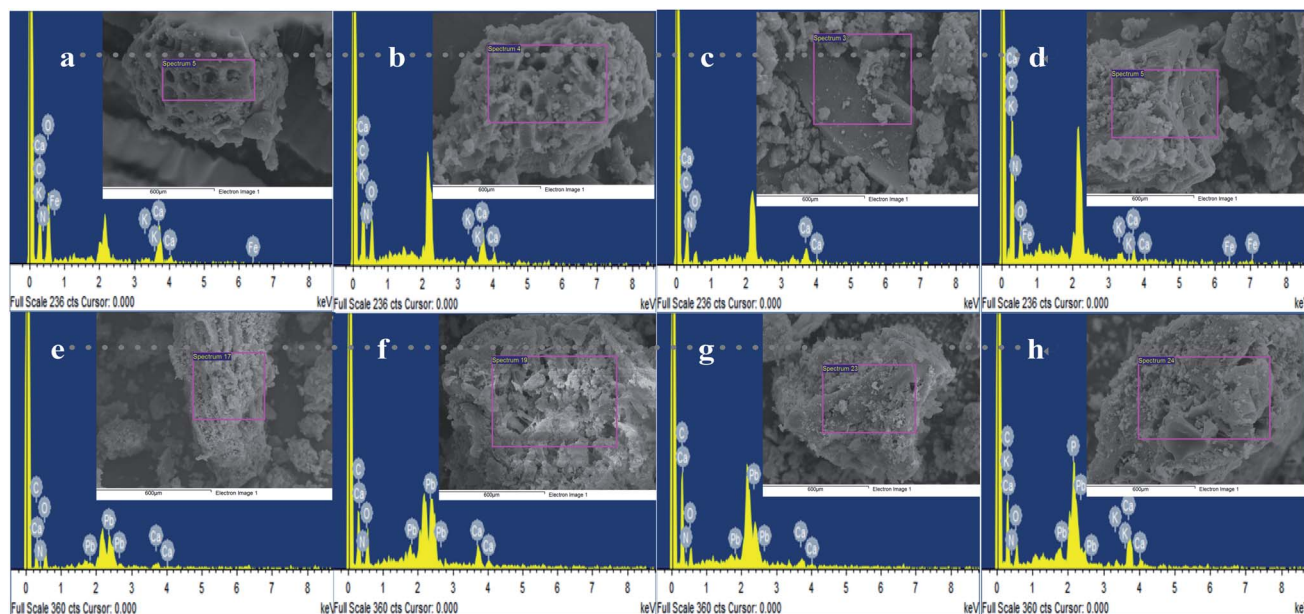 a
Spectrum 5
600µm Electron Image 1
O
Ca
C
K
N
Fe
K
K
Ca
Ca
Fe
0 1 2 3 4 5 6 7 8
Full Scale 236 cts Cursor: 0.000 keV
b
Spectrum 4
600µm Electron Image 1
Ca
C
K
O
N
K
K
Ca
Ca
0 1 2 3 4 5 6 7 8
Full Scale 236 cts Cursor: 0.000 keV
c
Spectrum 3
600µm Electron Image 1
Ca
C
O
N
Ca
Ca
0 1 2 3 4 5 6 7 8
Full Scale 236 cts Cursor: 0.000 keV
d
Spectrum 5
600µm Electron Image 1
Ca
C
K
N
O
Fe
K
K
Ca
Ca
Fe
Fe
0 1 2 3 4 5 6 7 8
Full Scale 236 cts Cursor: 0.000 keV
e
Spectrum 17
600µm Electron Image 1
C
O
Ca
N
Pb
Pb
Pb
Ca
Ca
0 1 2 3 4 5 6 7 8
Full Scale 360 cts Cursor: 0.000 keV
f
Spectrum 19
600µm Electron Image 1
C
Ca
O
N
Pb
Pb
Pb
Ca
Ca
0 1 2 3 4 5 6 7 8
Full Scale 360 cts Cursor: 0.000 keV
g
Spectrum 23
600µm Electron Image 1
C
Ca
O
N
Pb
Pb
Pb
Ca
Ca
0 1 2 3 4 5 6 7 8
Full Scale 360 cts Cursor: 0.000 keV
h
Spectrum 24
600µm Electron Image 1
C
K
Ca
O
N
P
Pb
Pb
Pb
K
K
Ca
Ca
0 1 2 3 4 5 6 7 8
Full Scale 360 cts Cursor: 0.000 keV